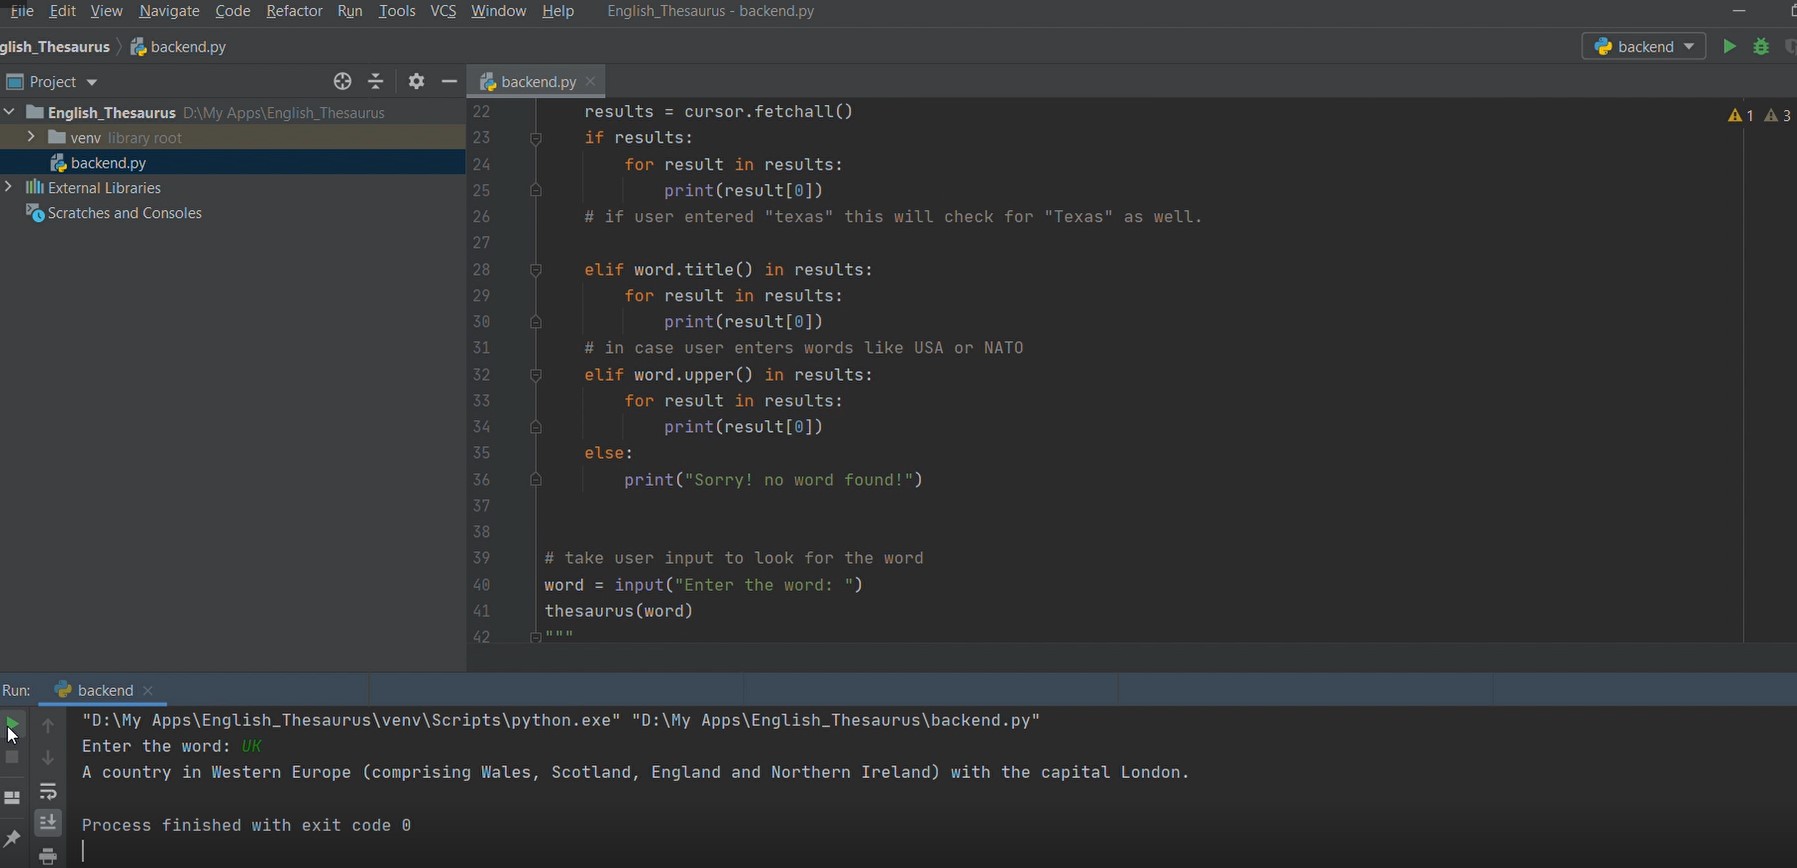 File Edit View Navigate Code Refactor Run Tools VCS Window Help English_Thesaurus - backend.py
glish_Thesaurus backend.py backend
Project backend.py
English_Thesaurus D:\My Apps\English_Thesaurus
venv library root
backend.py
External Libraries
Scratches and Consoles
22 results = cursor.fetchall()
1 3
23 if results:
24 for result in results:
25 print(result[0])
26 # if user entered "texas" this will check for "Texas" as well.
27
28 elif word.title() in results:
29 for result in results:
30 print(result[0])
31 # in case user enters words like USA or NATO
32 elif word.upper() in results:
33 for result in results:
34 print(result[0])
35 else:
36 print("Sorry! no word found!")
37
38
39 # take user input to look for the word
40 word = input("Enter the word: ")
41 thesaurus(word)
42 """
Run: backend
"D:\My Apps\English_Thesaurus\venv\Scripts\python.exe" "D:\My Apps\English_Thesaurus\backend.py"
Enter the word: UK
A country in Western Europe (comprising Wales, Scotland, England and Northern Ireland) with the capital London.
Process finished with exit code 0